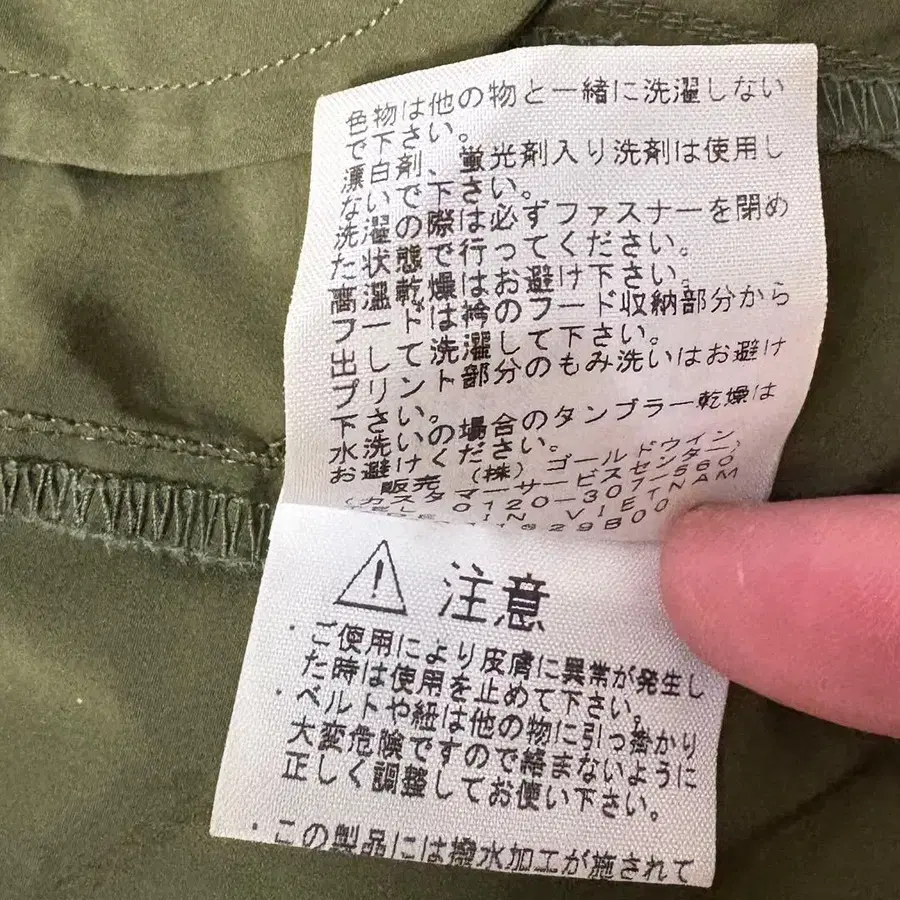 色物は他の物と一緒に洗濯しない
で下さい。
漂白剤、蛍光剤入り洗剤は使用し
ないで下さい。
洗濯の際は必ずファスナーを閉め
た状態で行ってください。
高温乾燥はお避け下さい。
フードは衿のフード収納部分から
出して洗濯して下さい。
プリント部分のもみ洗いはお避け
下さい。
水洗いの場合のタンブラー乾燥は
お避けください。
販売 (株) ゴールドウイン
(カスタマーサービスセンター)
0120-307-560
IN VIETNAM
829B00
注意
・ご使用により皮膚に異常が発生し
た時は使用を止めて下さい。
・ベルトや紐は他の物に引っ掛かり
大変危険ですので絡まないように
正しく調整してお使い下さい。
・この製品には撥水加工が施されて